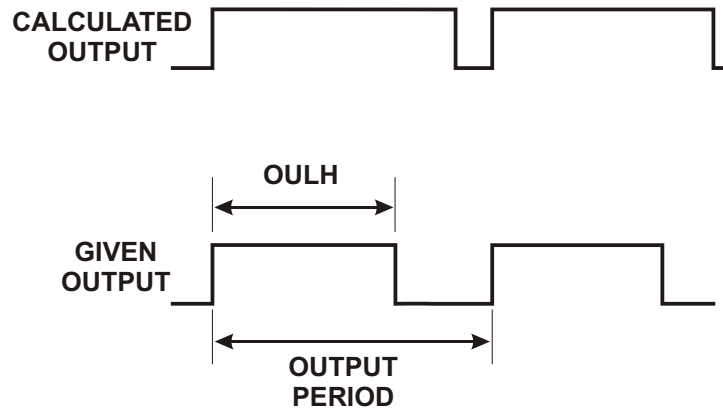 CALCULATED
OUTPUT
OULH
GIVEN
OUTPUT
OUTPUT
PERIOD